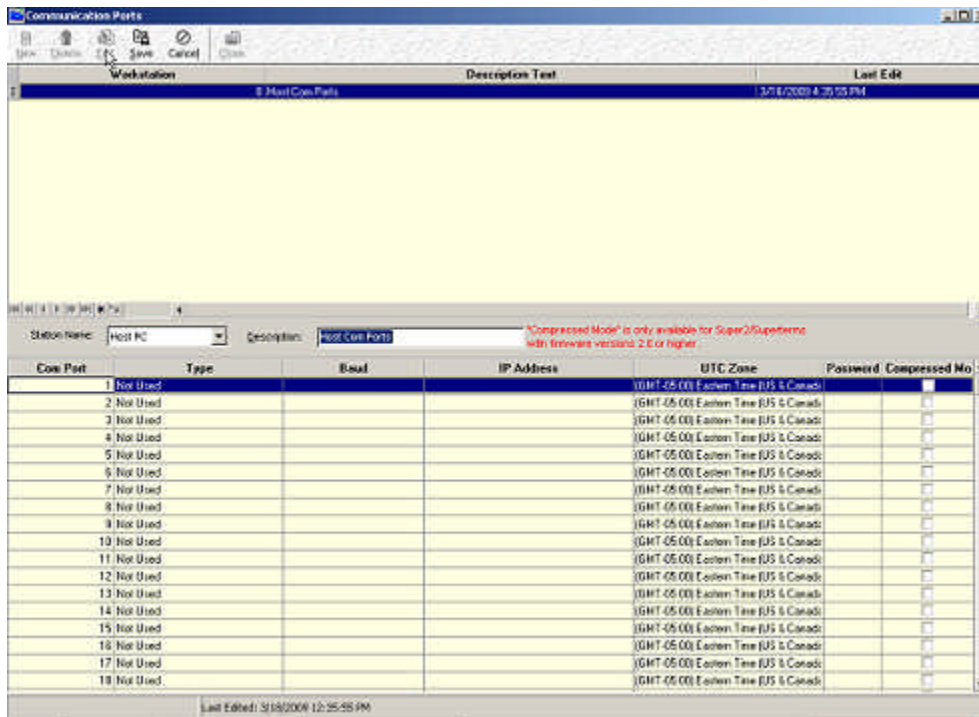 Communication Ports
New Delete Edit Save Cancel Close
Workstation Description Text Last Edit
0 Host Com Ports 3/18/2009 4:35:55 PM
Station Name: Host PC Description: Host Com Ports "Compressed Mode" is only available for Super2/Superterms
with firmware versions 2.0 or higher
Com Port Type Baud IP Address UTC Zone Password Compressed Mo
1 Not Used (GMT-05:00) Eastern Time (US & Canada
2 Not Used (GMT-05:00) Eastern Time (US & Canada
3 Not Used (GMT-05:00) Eastern Time (US & Canada
4 Not Used (GMT-05:00) Eastern Time (US & Canada
5 Not Used (GMT-05:00) Eastern Time (US & Canada
6 Not Used (GMT-05:00) Eastern Time (US & Canada
7 Not Used (GMT-05:00) Eastern Time (US & Canada
8 Not Used (GMT-05:00) Eastern Time (US & Canada
9 Not Used (GMT-05:00) Eastern Time (US & Canada
10 Not Used (GMT-05:00) Eastern Time (US & Canada
11 Not Used (GMT-05:00) Eastern Time (US & Canada
12 Not Used (GMT-05:00) Eastern Time (US & Canada
13 Not Used (GMT-05:00) Eastern Time (US & Canada
14 Not Used (GMT-05:00) Eastern Time (US & Canada
15 Not Used (GMT-05:00) Eastern Time (US & Canada
16 Not Used (GMT-05:00) Eastern Time (US & Canada
17 Not Used (GMT-05:00) Eastern Time (US & Canada
18 Not Used (GMT-05:00) Eastern Time (US & Canada
Last Edited: 3/18/2009 12:35:55 PM